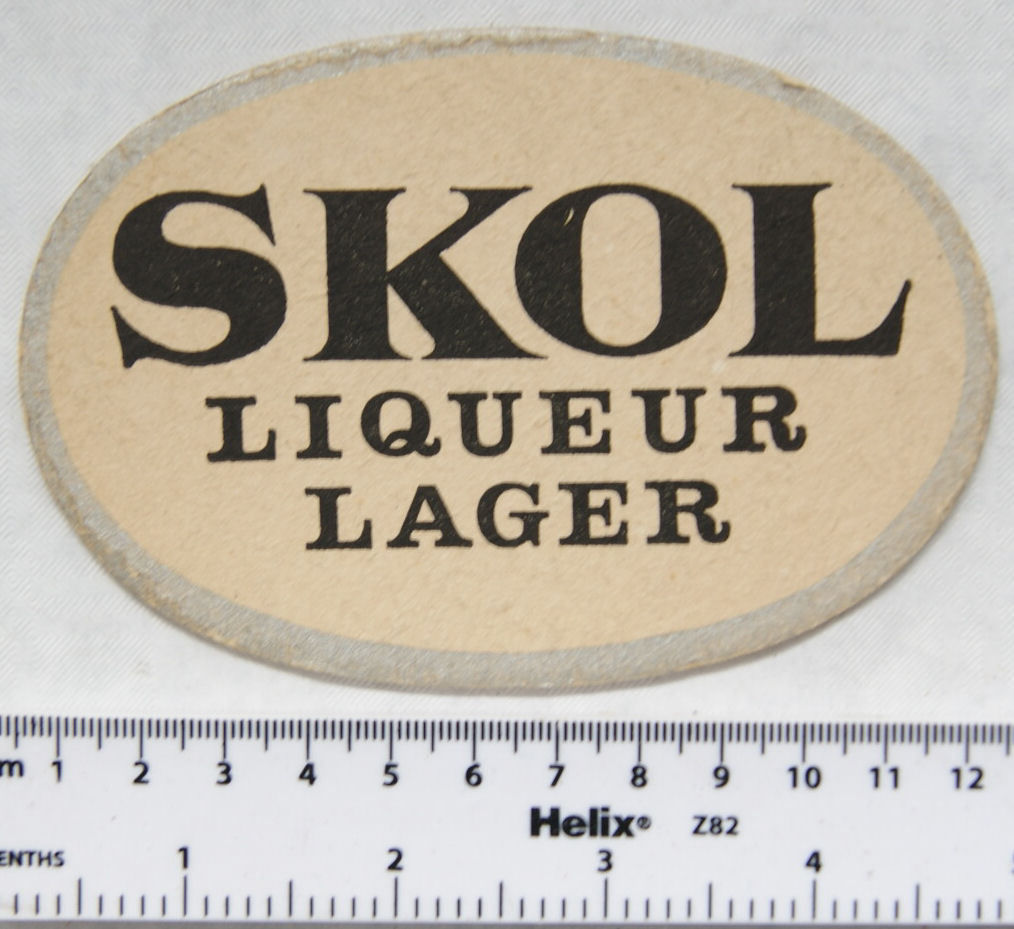 SKOL
LIQUEUR
LAGER
m 1 2 3 4 5 6 7 8 9 10 11 12
Helix® Z82
ENTHS 1 2 3 4